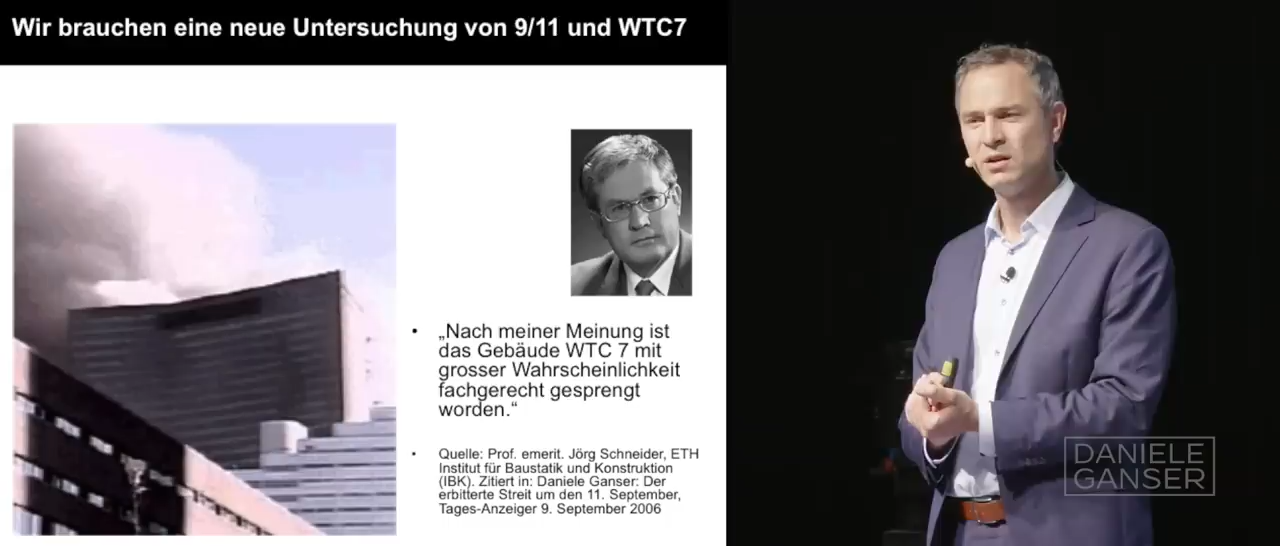 Wir brauchen eine neue Untersuchung von 9/11 und WTC7
• „Nach meiner Meinung ist
das Gebäude WTC 7 mit
grosser Wahrscheinlichkeit
fachgerecht gesprengt
worden.“
• Quelle: Prof. emerit. Jörg Schneider, ETH
Institut für Baustatik und Konstruktion
(IBK). Zitiert in: Daniele Ganser: Der
erbitterte Streit um den 11. September,
Tages-Anzeiger 9. September 2006
DANIELE
GANSER